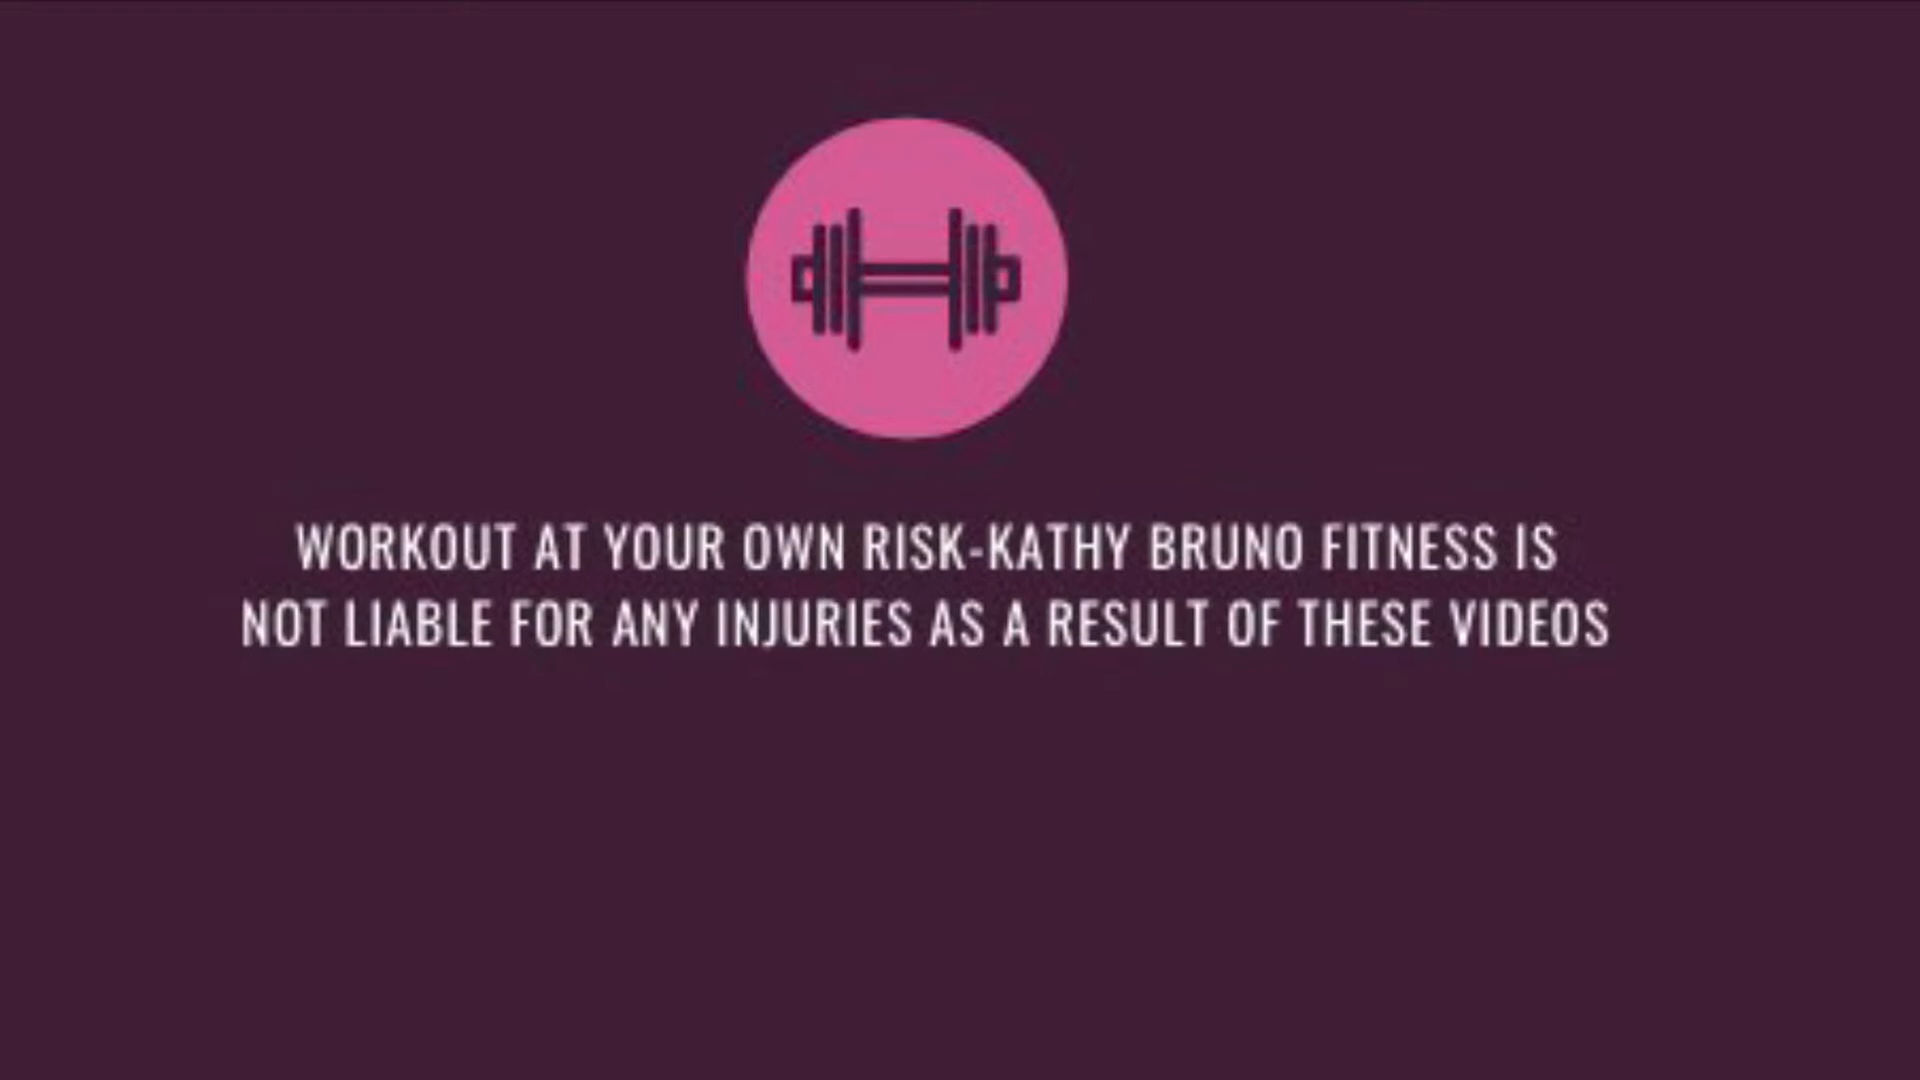 WORKOUT AT YOUR OWN RISK-KATHY BRUNO FITNESS IS
NOT LIABLE FOR ANY INJURIES AS A RESULT OF THESE VIDEOS